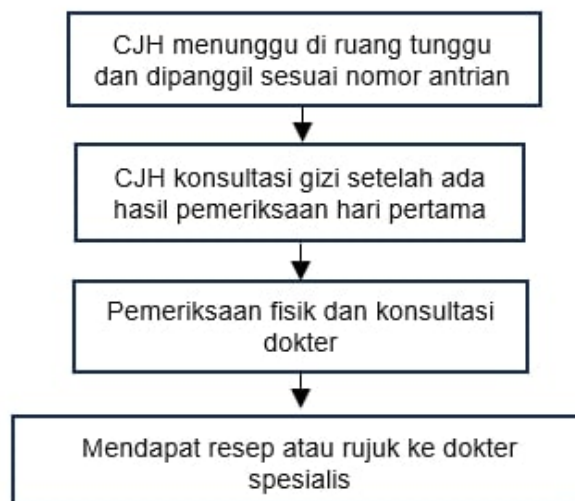 CJH menunggu di ruang tunggu
dan dipanggil sesuai nomor antrian
CJH konsultasi gizi setelah ada
hasil pemeriksaan hari pertama
Pemeriksaan fisik dan konsultasi
dokter
Mendapat resep atau rujuk ke dokter
spesialis